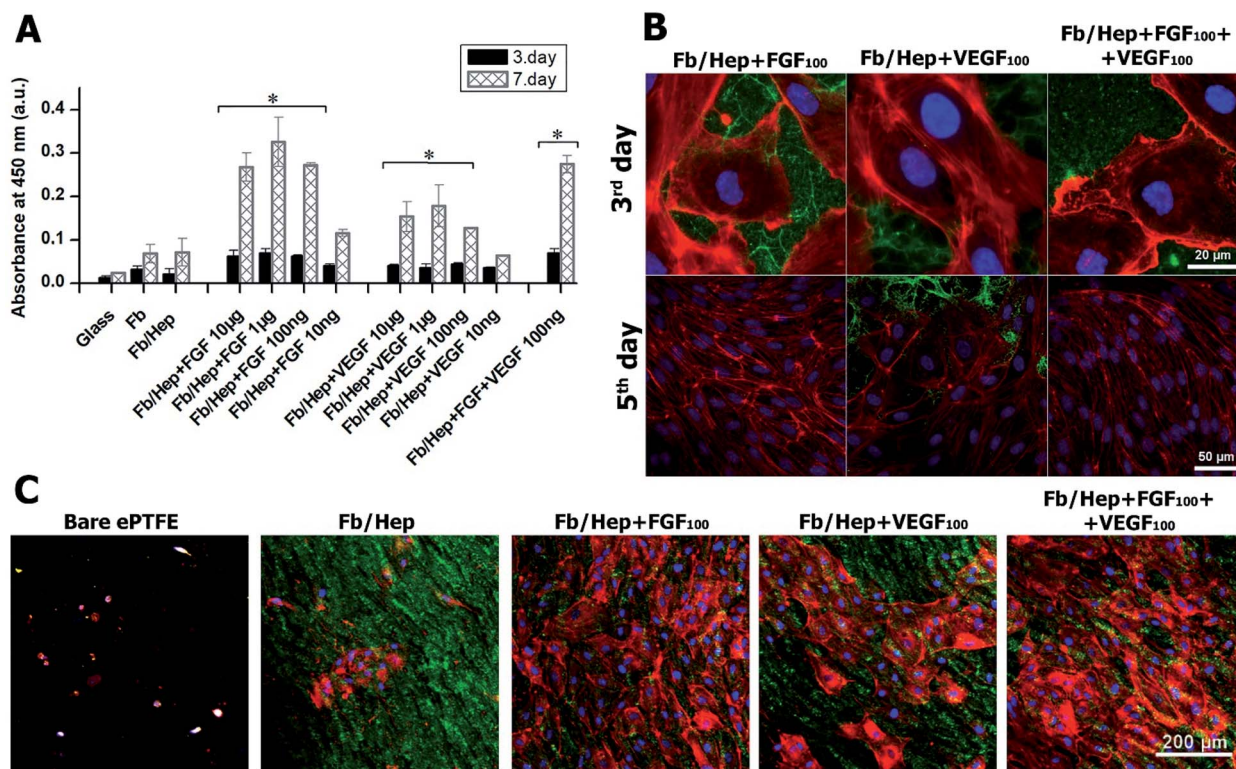 A
3.day
7.day
*
*
*
Absorbance at 450 nm (a.u.)
0.4
0.3
0.2
0.1
0.0
Glass
Fb
Fb/Hep
Fb/Hep+FGF 10µg
Fb/Hep+FGF 1µg
Fb/Hep+FGF 100ng
Fb/Hep+FGF 10ng
Fb/Hep+VEGF 10µg
Fb/Hep+VEGF 1µg
Fb/Hep+VEGF 100ng
Fb/Hep+VEGF 10ng
Fb/Hep+FGF+VEGF 100ng
B
Fb/Hep+FGF₁₀₀
Fb/Hep+VEGF₁₀₀
Fb/Hep+FGF₁₀₀+
+VEGF₁₀₀
3rd day
20 µm
5th day
50 µm
C
Bare ePTFE
Fb/Hep
Fb/Hep+FGF₁₀₀
Fb/Hep+VEGF₁₀₀
Fb/Hep+FGF₁₀₀+
+VEGF₁₀₀
200 µm